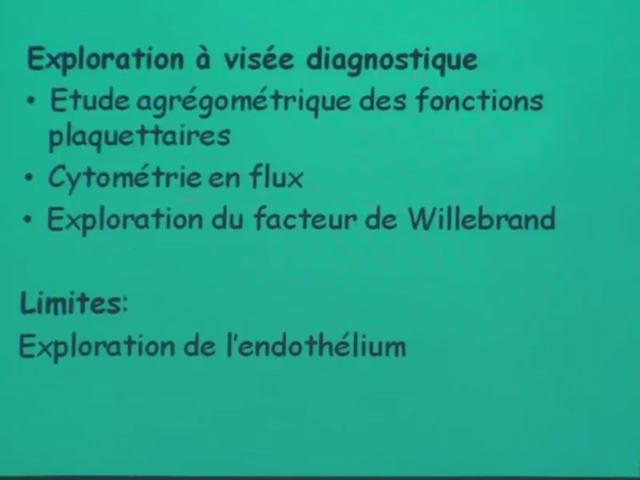 Exploration à visée diagnostique
• Etude agrégométrique des fonctions
plaquettaires
• Cytométrie en flux
• Exploration du facteur de Willebrand
Limites:
Exploration de l'endothélium